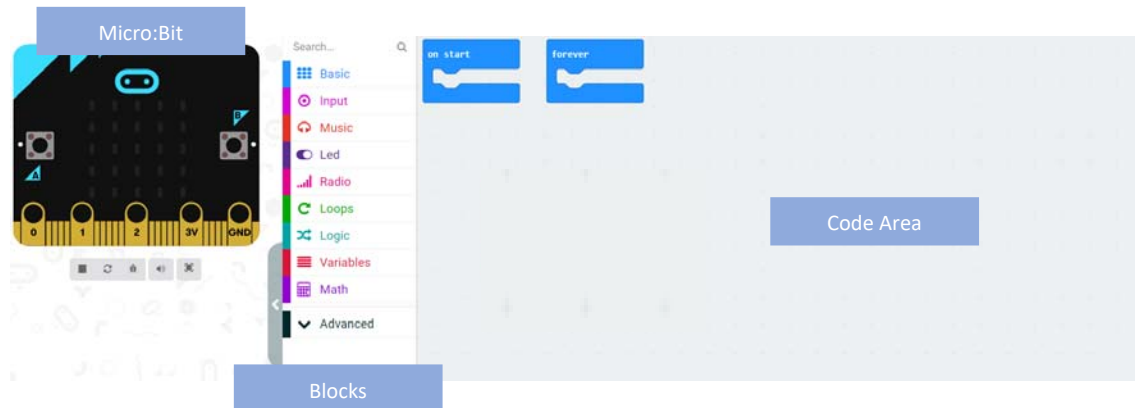 Micro:Bit
B
A
0 1 2 3V GND
Search...
Basic
Input
Music
Led
Radio
Loops
Logic
Variables
Math
Advanced
on start
forever
Code Area
Blocks